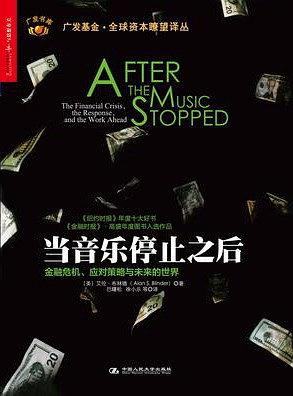 广发书系
广发基金·全球资本瞭望译丛
AFTER
THE MUSIC
STOPPED
The Financial Crisis,
the Response,
and the Work Ahead
《纽约时报》年度十大好书
《金融时报》·高盛年度图书入选作品
当音乐停止之后
金融危机、应对策略与未来的世界
［美］艾伦·布林德（Alan S. Blinder）著
巴曙松 徐小乐 等◎译
中国人民大学出版社